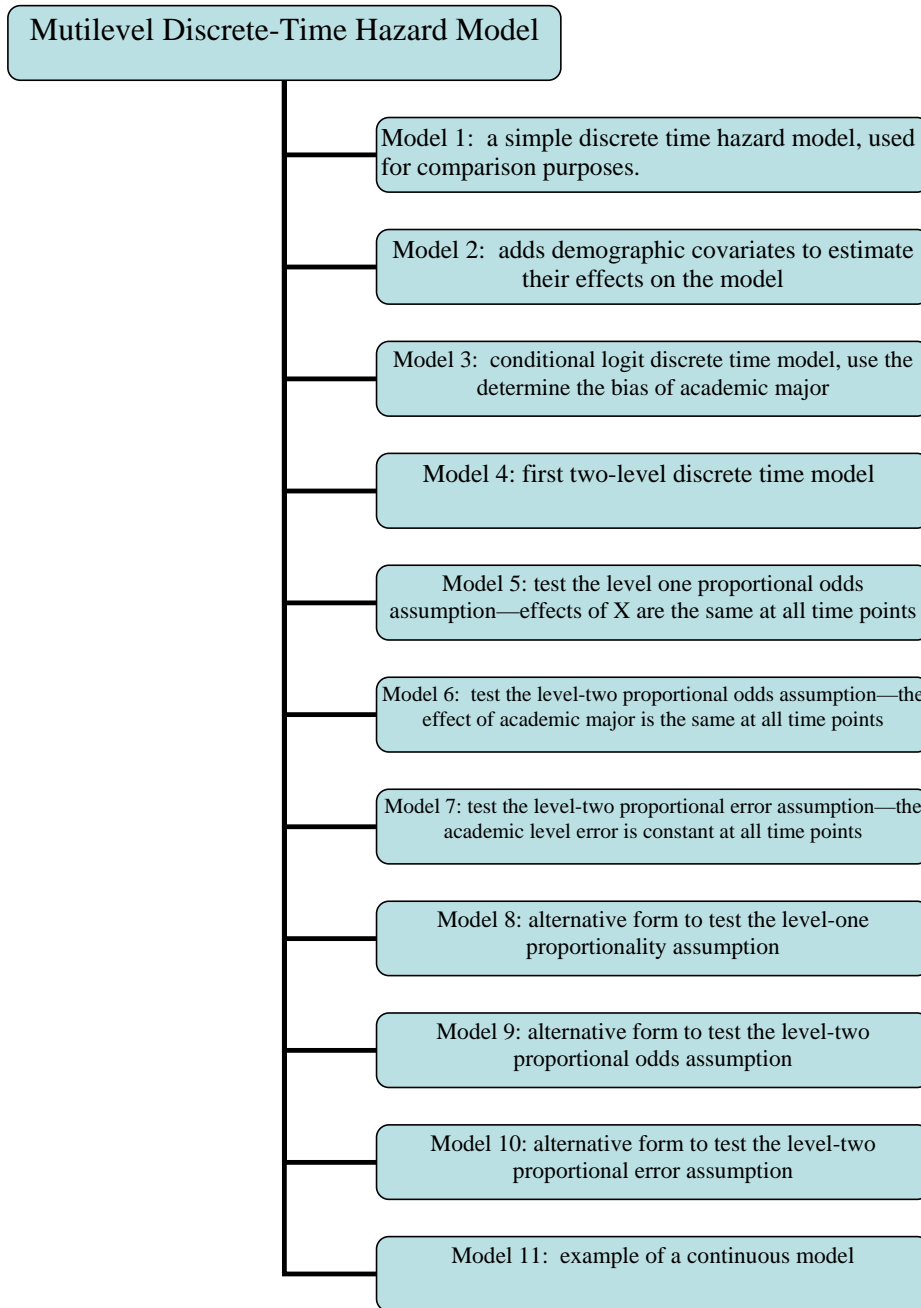 Mutilevel Discrete-Time Hazard Model
Model 1:  a simple discrete time hazard model, used
for comparison purposes.
Model 2:  adds demographic covariates to estimate
their effects on the model
Model 3:  conditional logit discrete time model, use the
determine the bias of academic major
Model 4: first two-level discrete time model
Model 5: test the level one proportional odds
assumption—effects of X are the same at all time points
Model 6:  test the level-two proportional odds assumption—the
effect of academic major is the same at all time points
Model 7: test the level-two proportional error assumption—the
academic level error is constant at all time points
Model 8: alternative form to test the level-one
proportionality assumption
Model 9: alternative form to test the level-two
proportional odds assumption
Model 10: alternative form to test the level-two
proportional error assumption
Model 11:  example of a continuous model